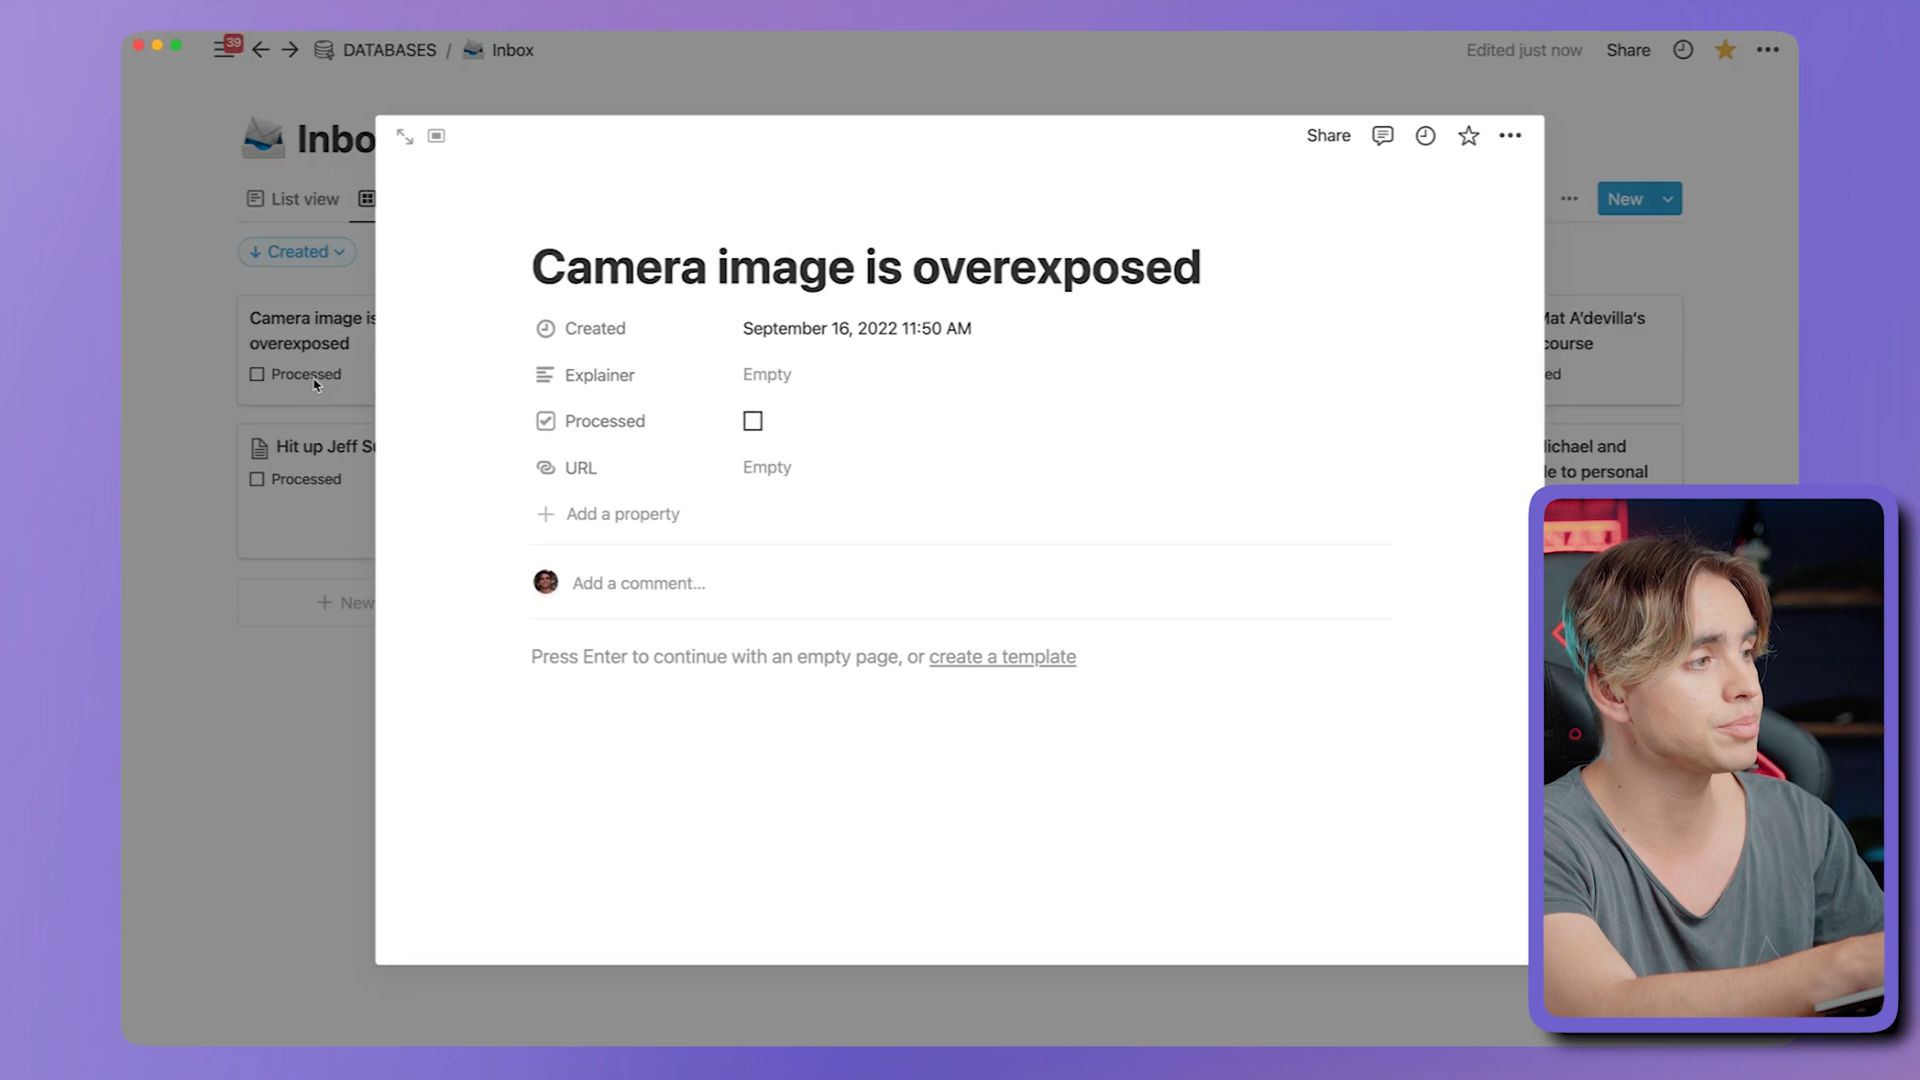 39
DATABASES / Inbox
Edited just now
Share
Inbo
List view
New
Created
Camera image is
overexposed
Processed
Hit up Jeff
Processed
New
Share
Camera image is overexposed
Created
September 16, 2022 11:50 AM
Explainer
Empty
Processed
URL
Empty
Add a property
Add a comment...
Press Enter to continue with an empty page, or create a template
Mat A'devilla's
course
ed
lichael and
le to personal